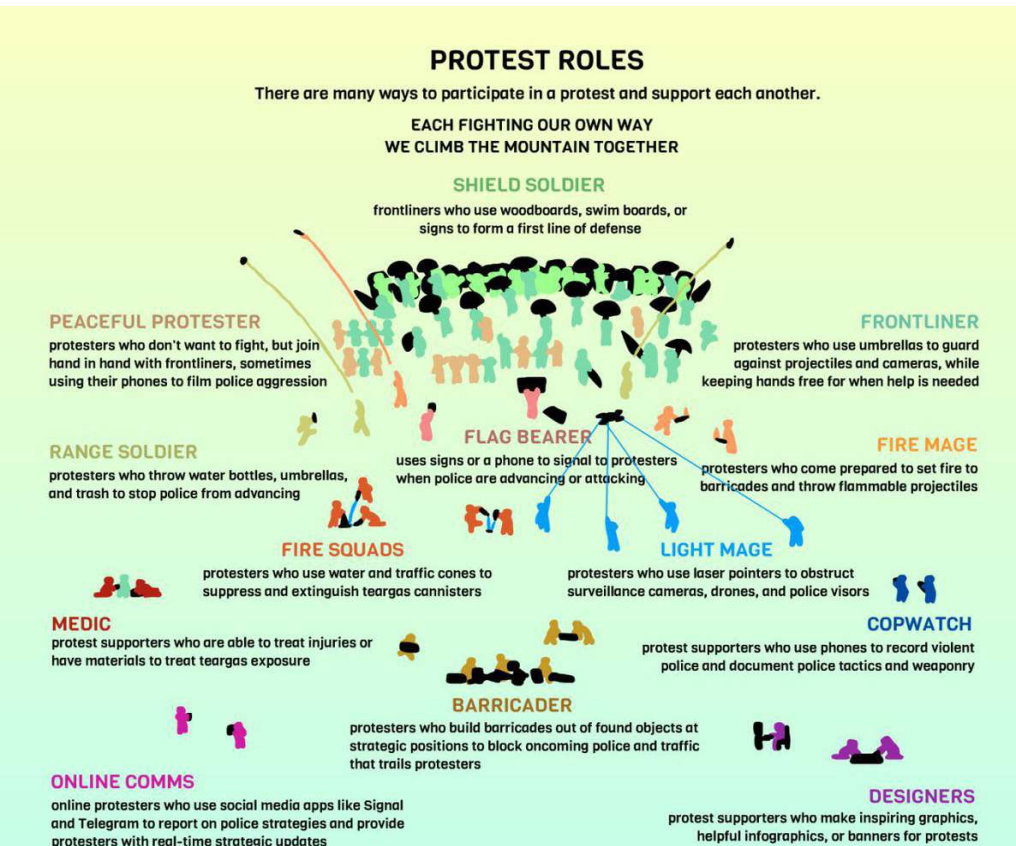 PROTEST ROLES
There are many ways to participate in a protest and support each another.
EACH FIGHTING OUR OWN WAY
WE CLIMB THE MOUNTAIN TOGETHER
SHIELD SOLDIER
frontliners who use woodboards, swim boards, or
signs to form a first line of defense
PEACEFUL PROTESTER
protesters who don't want to fight, but join
hand in hand with frontliners, sometimes
using their phones to film police aggression
FRONTLINER
protesters who use umbrellas to guard
against projectiles and cameras, while
keeping hands free for when help is needed
RANGE SOLDIER
protesters who throw water bottles, umbrellas,
and trash to stop police from advancing
FLAG BEARER
uses signs or a phone to signal to protesters
when police are advancing or attacking
FIRE MAGE
protesters who come prepared to set fire to
barricades and throw flammable projectiles
FIRE SQUADS
protesters who use water and traffic cones to
suppress and extinguish teargas cannisters
LIGHT MAGE
protesters who use laser pointers to obstruct
surveillance cameras, drones, and police visors
MEDIC
protest supporters who are able to treat injuries or
have materials to treat teargas exposure
COPWATCH
protest supporters who use phones to record violent
police and document police tactics and weaponry
BARRICADER
protesters who build barricades out of found objects at
strategic positions to block oncoming police and traffic
that trails protesters
ONLINE COMMS
online protesters who use social media apps like Signal
and Telegram to report on police strategies and provide
protesters with real-time strategic updates
DESIGNERS
protest supporters who make inspiring graphics,
helpful infographics, or banners for protests